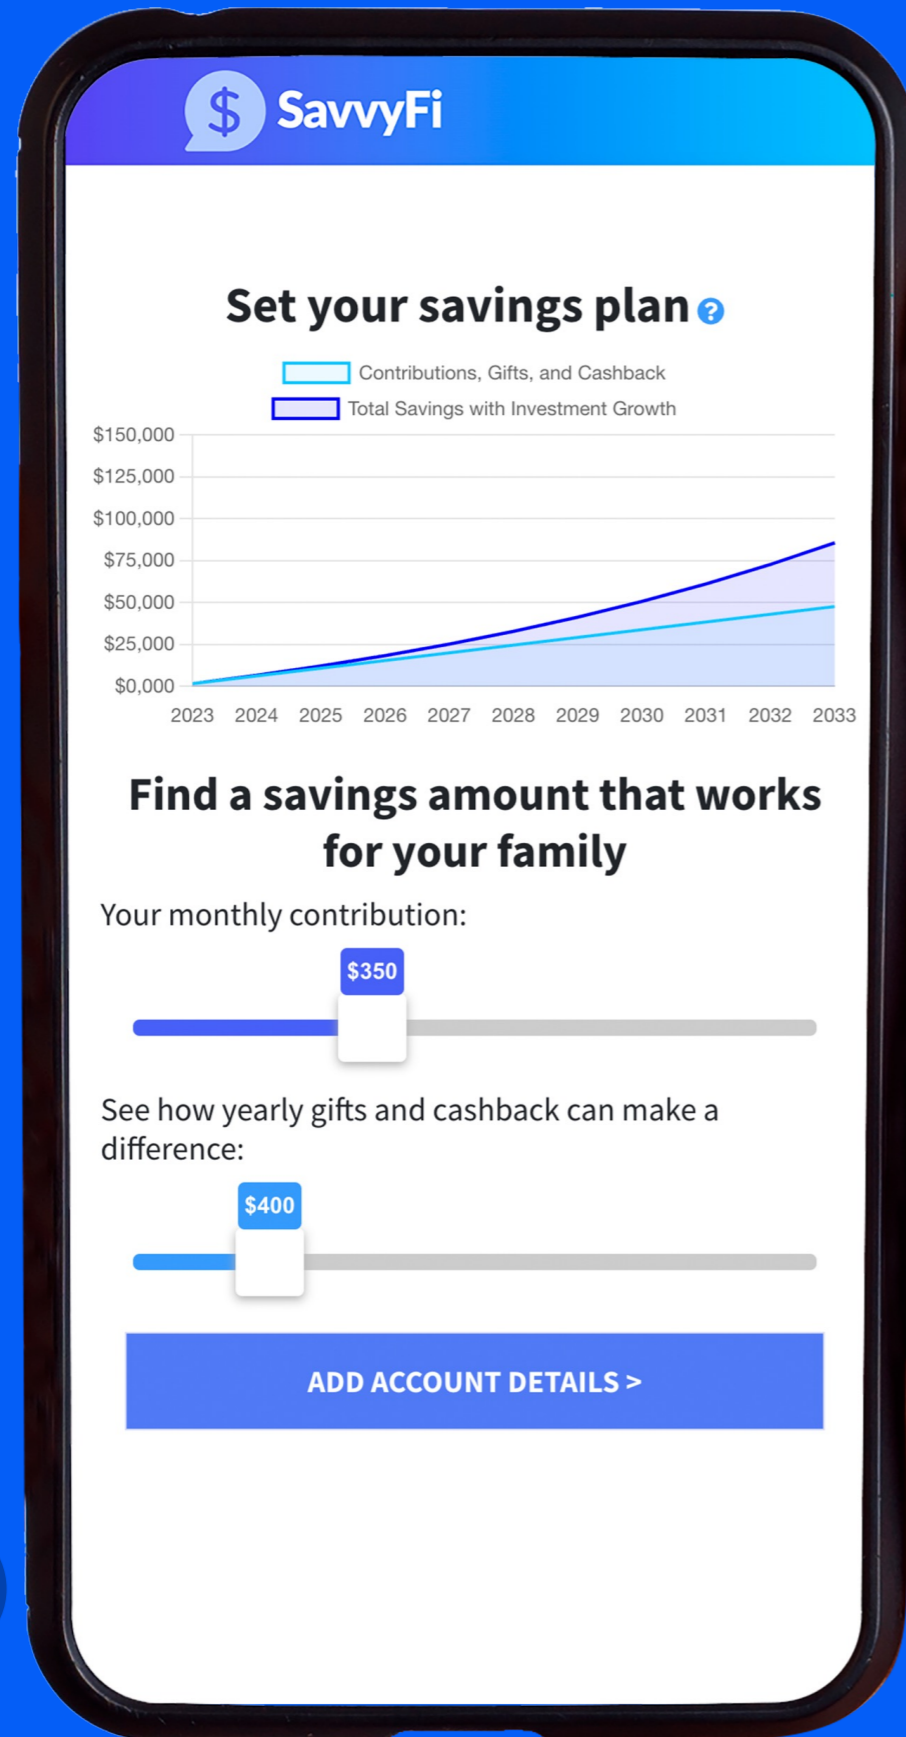 $ SavvyFi
Set your savings plan ?
Contributions, Gifts, and Cashback
Total Savings with Investment Growth
$150,000
$125,000
$100,000
$75,000
$50,000
$25,000
$0,000
2023 2024 2025 2026 2027 2028 2029 2030 2031 2032 2033
Find a savings amount that works
for your family
Your monthly contribution:
$350
See how yearly gifts and cashback can make a
difference:
$400
ADD ACCOUNT DETAILS >